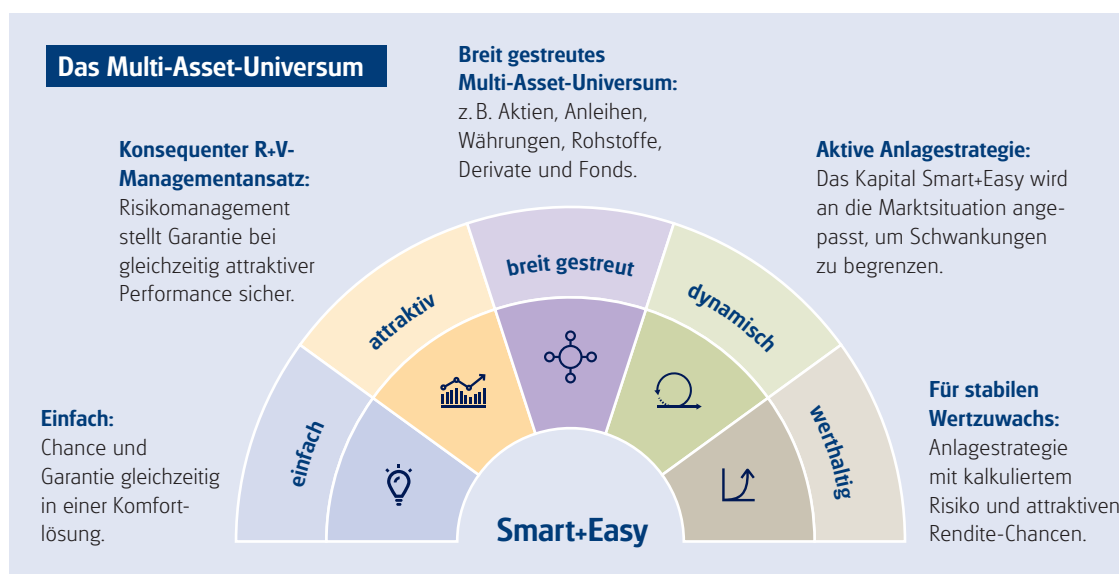 Das Multi-Asset-Universum
Breit gestreutes
Multi-Asset-Universum:
z. B. Aktien, Anleihen,
Währungen, Rohstoffe,
Derivate und Fonds.
Konsequenter R+V-
Managementansatz:
Risikomanagement
stellt Garantie bei
gleichzeitig attraktiver
Performance sicher.
Aktive Anlagestrategie:
Das Kapital Smart+Easy wird
an die Marktsituation ange-
passt, um Schwankungen
zu begrenzen.
Einfach:
Chance und
Garantie gleichzeitig
in einer Komfort-
lösung.
Für stabilen
Wertzuwachs:
Anlagestrategie
mit kalkuliertem
Risiko und attraktiven
Rendite-Chancen.
einfach
attraktiv
breit gestreut
dynamisch
werthaltig
Smart+Easy